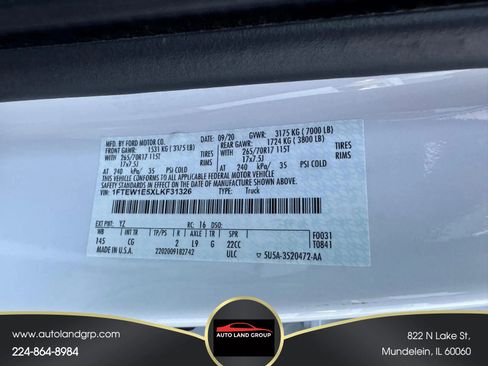 MFD. BY FORD MOTOR CO.
09/20 GVWR: 3175 KG ( 7000 LB)
FRONT GAWR: 1531 KG ( 3375 LB) REAR GAWR: 1724 KG ( 3800 LB)
WITH 265/70R17 115T TIRES WITH 265/70R17 115T TIRES
17x7.5J RIMS 17x7.5J RIMS
AT 240 kPa/ 35 PSI COLD AT 240 kPa/ 35 PSI COLD
THIS VEHICLE CONFORMS TO ALL APPLICABLE FEDERAL MOTOR VEHICLE
SAFETY STANDARDS IN EFFECT ON THE DATE OF MANUFACTURE SHOWN ABOVE.
VIN: 1FTEW1E5XLKF31326 TYPE: Truck
EXT PNT: YZ RC: 16 DSO: F0031
WB INT TR TP/PS R AXLE TR SPR T0841
145 CG 2 L9 G 22CC
MADE IN U.S.A. 2202009182742 ULC 5U5A-3520472-AA
www.autolandgrp.com
224-864-8984
AUTO LAND GROUP
822 N Lake St,
Mundelein, IL 60060